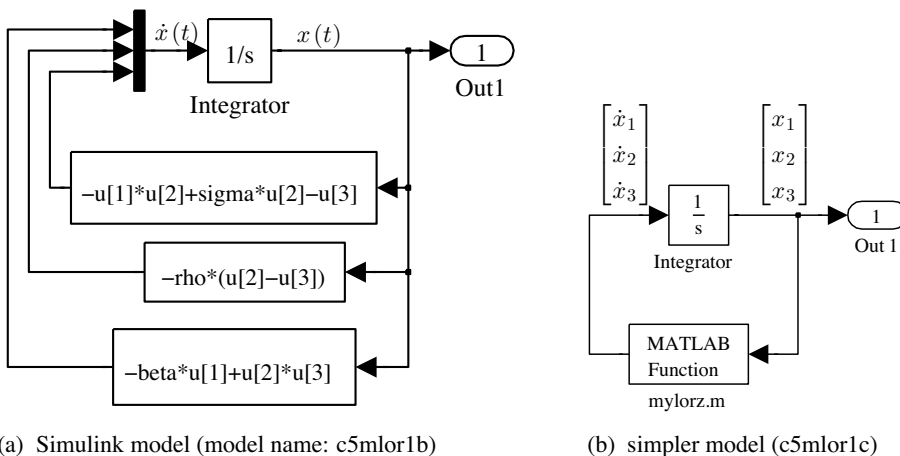 ẋ(t)
1/s
x(t)
1
Integrator
Out1
−u[1]*u[2]+sigma*u[2]−u[3]
−rho*(u[2]−u[3])
−beta*u[1]+u[2]*u[3]
(a) Simulink model (model name: c5mlor1b)
ẋ1
ẋ2
ẋ3
x1
x2
x3
1
s
1
Integrator
Out 1
MATLAB
Function
mylorz.m
(b) simpler model (c5mlor1c)